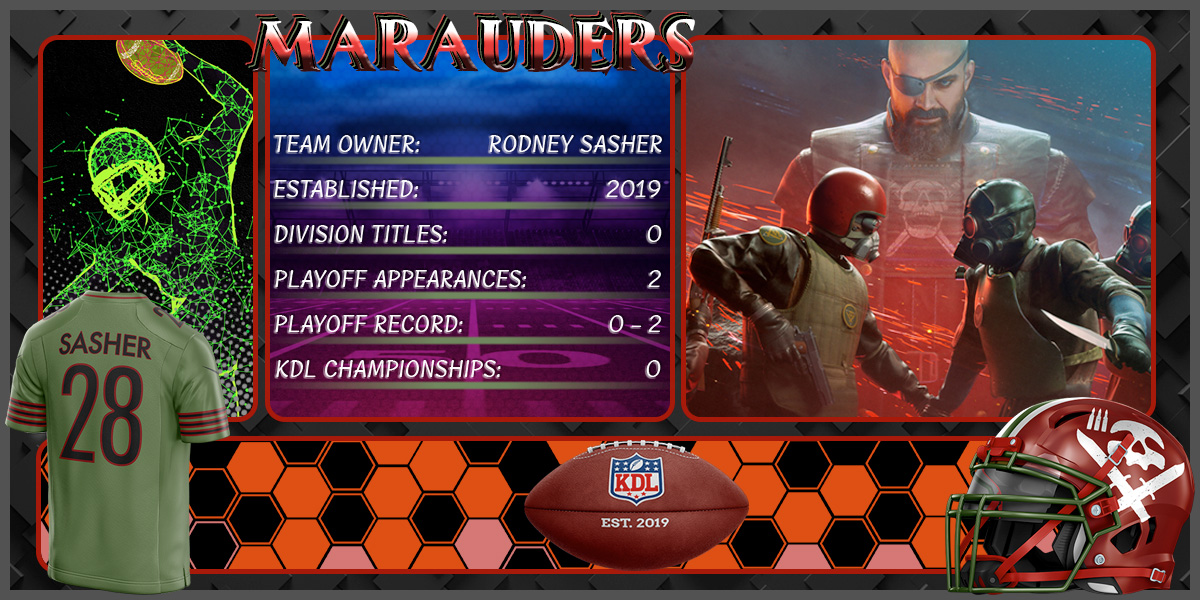 MARAUDERS
TEAM OWNER: RODNEY SASHER
ESTABLISHED: 2019
DIVISION TITLES: 0
PLAYOFF APPEARANCES: 2
PLAYOFF RECORD: 0 - 2
KDL CHAMPIONSHIPS: 0
SASHER
28
KDL
EST. 2019